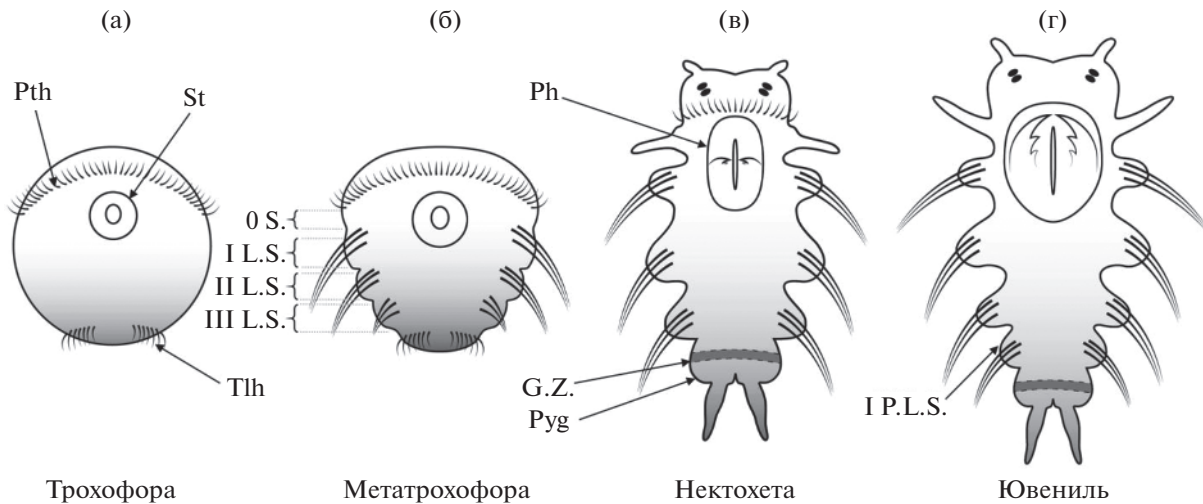 (а)
(б)
(в)
(г)
Pth
St
Ph
0 S.
I L.S.
II L.S.
III L.S.
Tlh
G.Z.
Pyg
I P.L.S.
Трохофора
Метатрохофора
Нектохета
Ювениль